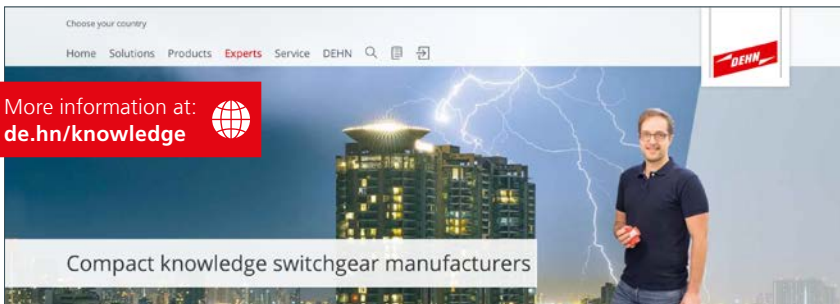 Choose your country
Home Solutions Products Experts Service DEHN
DEHN
More information at:
de.hn/knowledge
Compact knowledge switchgear manufacturers